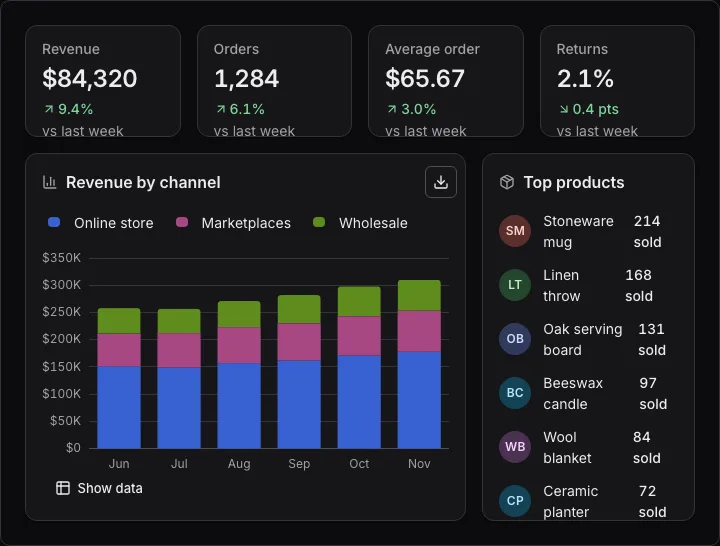 Revenue
$84,320
9.4%
vs last week
Orders
1,284
6.1%
vs last week
Average order
$65.67
3.0%
vs last week
Returns
2.1%
0.4 pts
vs last week
Revenue by channel
Online store
Marketplaces
Wholesale
$350K
$300K
$250K
$200K
$150K
$100K
$50K
$0
Jun Jul Aug Sep Oct Nov
Show data
Top products
SM
Stoneware
mug
214
sold
LT
Linen
throw
168
sold
OB
Oak serving
board
131
sold
BC
Beeswax
candle
97
sold
WB
Wool
blanket
84
sold
CP
Ceramic
planter
72
sold